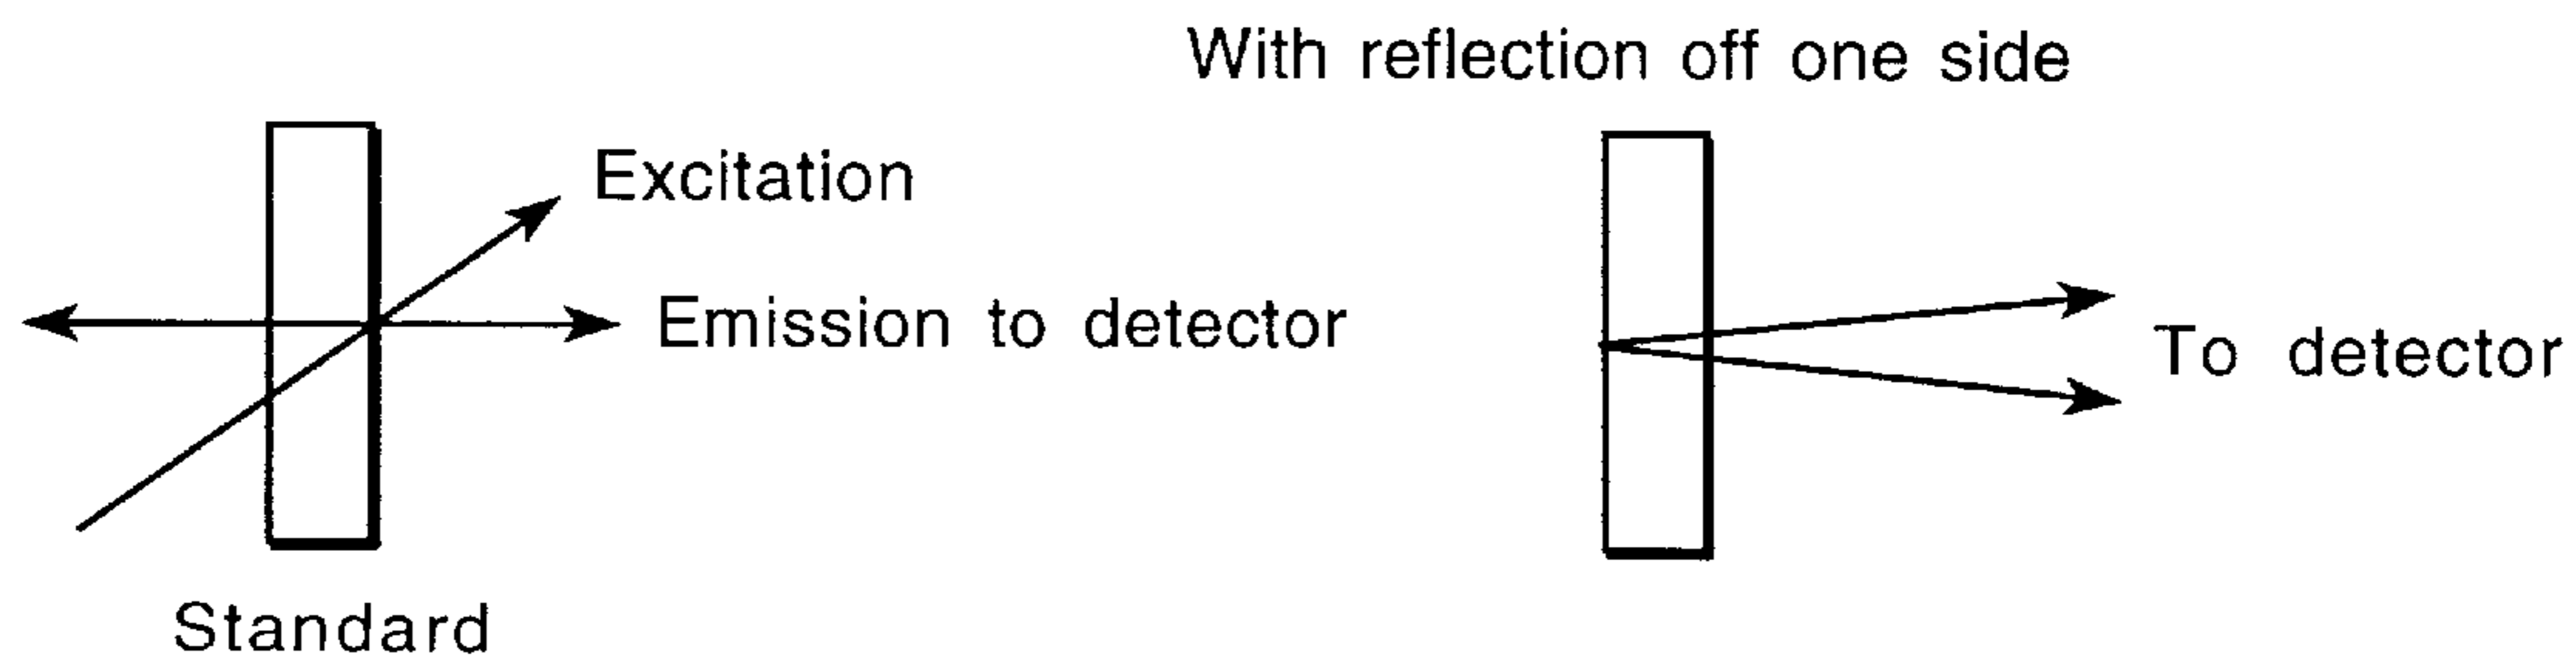 With reflection off one side
Excitation
Emission to detector
To detector
Standard